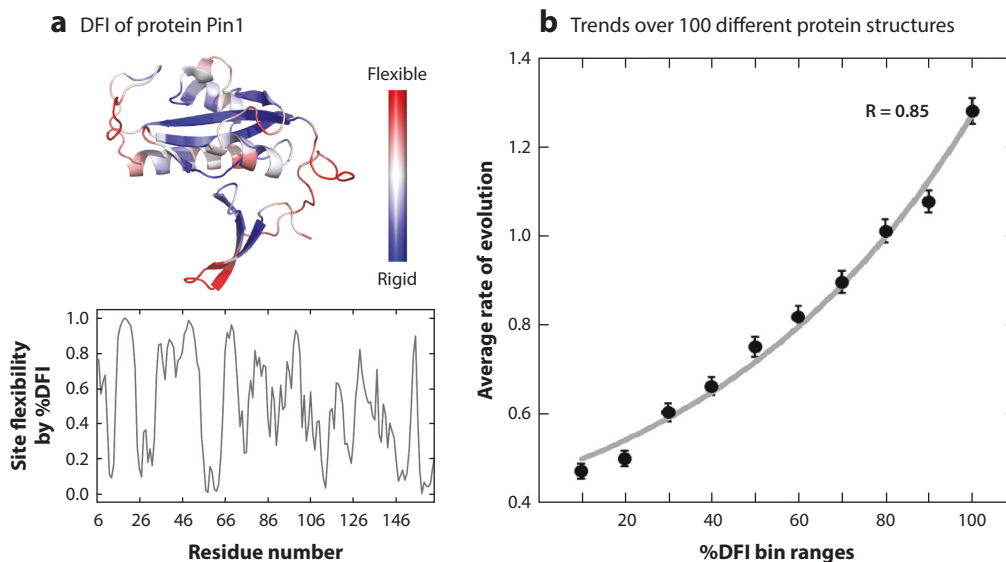 a DFI of protein Pin1
Flexible
Rigid
Site flexibility
by %DFI
1.0
0.8
0.6
0.4
0.2
0.0
6 26 46 66 86 106 126 146
Residue number
b Trends over 100 different protein structures
R = 0.85
Average rate of evolution
1.4
1.2
1.0
0.8
0.6
0.4
20 40 60 80 100
%DFI bin ranges